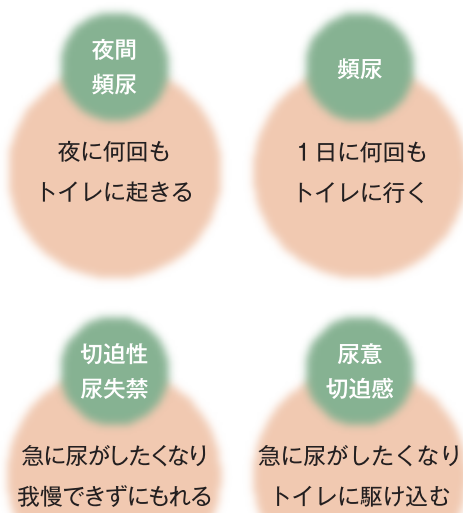 夜間
頻尿
夜に何回も
トイレに起きる
頻尿
1日に何回も
トイレに行く
切迫性
尿失禁
急に尿がしたくなり
我慢できずにもれる
尿意
切迫感
急に尿がしたくなり
トイレに駆け込む